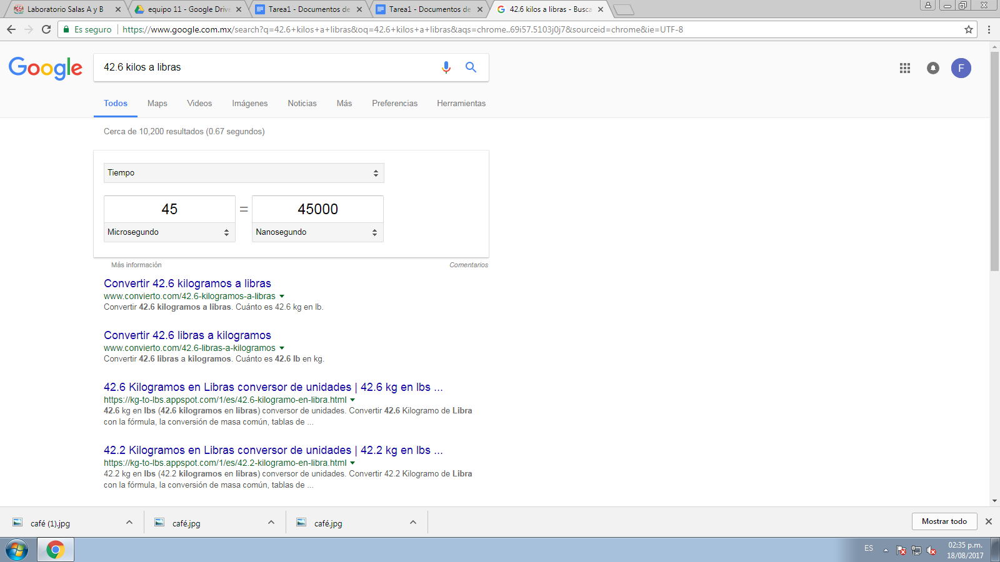 Laboratorio Salas A y B
equipo 11 - Google Drive
Tarea1 - Documentos de
Tarea1 - Documentos de
42.6 kilos a libras - Busca
Es seguro
https://www.google.com.mx/search?q=42.6+kilos+a+libras&oq=42.6+kilos+a+libras&aqs=chrome..69i57.5103j0j7&sourceid=chrome&ie=UTF-8
Google
42.6 kilos a libras
F
Todos
Maps
Videos
Imágenes
Noticias
Más
Preferencias
Herramientas
Cerca de 10,200 resultados (0.67 segundos)
Tiempo
45 = 45000
Microsegundo
Nanosegundo
Más información
Comentarios
Convertir 42.6 kilogramos a libras
www.convierto.com/42.6-kilogramos-a-libras
Convertir 42.6 kilogramos a libras. Cuánto es 42.6 kg en lb.
Convertir 42.6 libras a kilogramos
www.convierto.com/42.6-libras-a-kilogramos
Convertir 42.6 libras a kilogramos. Cuánto es 42.6 lb en kg.
42.6 Kilogramos en Libras conversor de unidades | 42.6 kg en lbs ...
https://kg-to-lbs.appspot.com/1/es/42.6-kilogramo-en-libra.html
42.6 kg en lbs (42.6 kilogramos en libras) conversor de unidades. Convertir 42.6 Kilogramo de Libra
con la fórmula, la conversión de masa común, tablas de ...
42.2 Kilogramos en Libras conversor de unidades | 42.2 kg en lbs ...
https://kg-to-lbs.appspot.com/1/es/42.2-kilogramo-en-libra.html
42.2 kg en lbs (42.2 kilogramos en libras) conversor de unidades. Convertir 42.2 Kilogramo de Libra
con la fórmula, la conversión de masa común, tablas de ...
café (1).jpg
café.jpg
café.jpg
Mostrar todo
ES
02:35 p.m.
18/08/2017